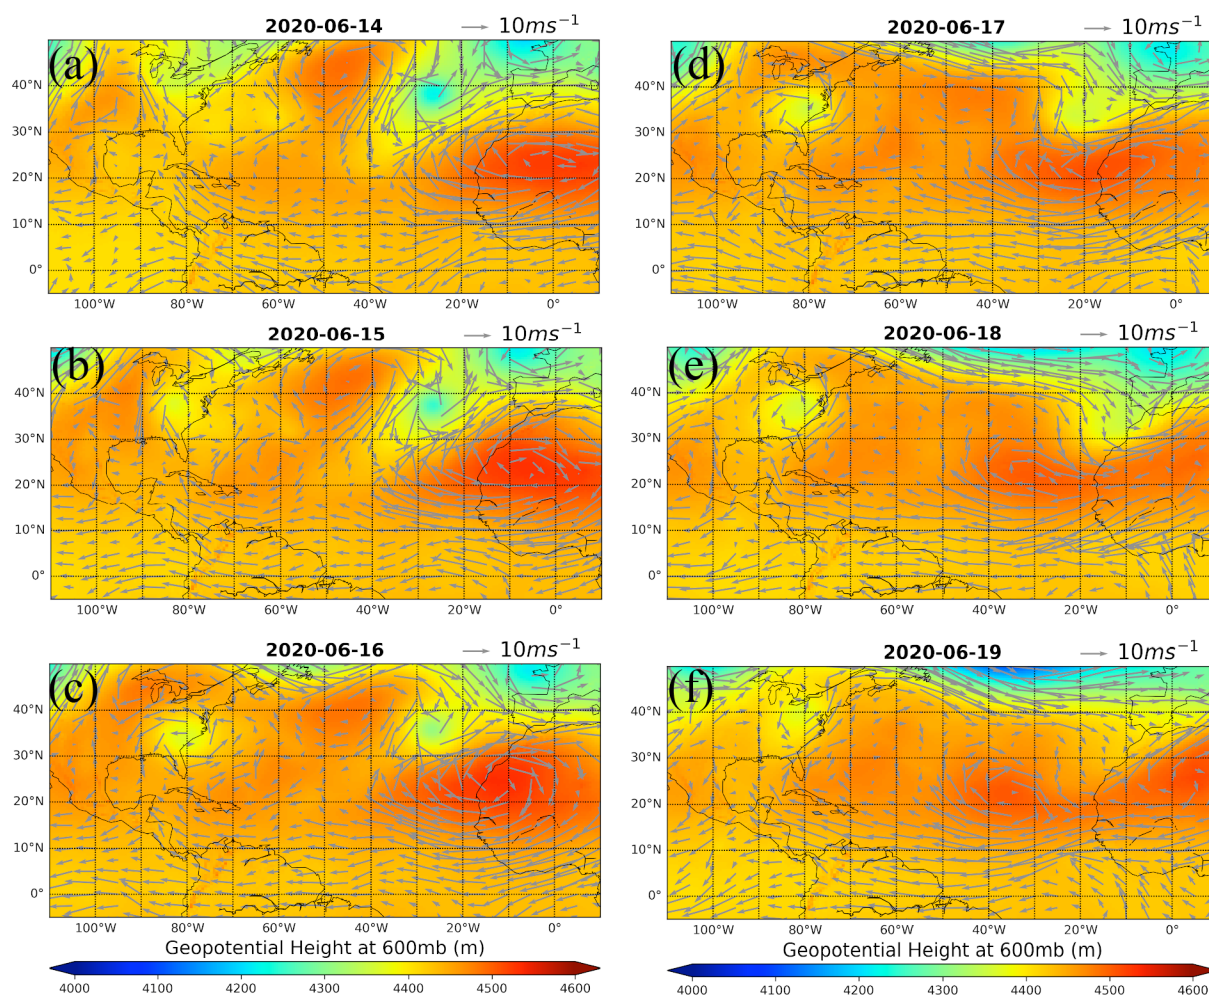 2020-06-14 10ms−1
(a)
40°N
30°N
20°N
10°N
0°
100°W 80°W 60°W 40°W 20°W 0°
2020-06-15 10ms−1
(b)
40°N
30°N
20°N
10°N
0°
100°W 80°W 60°W 40°W 20°W 0°
2020-06-16 10ms−1
(c)
40°N
30°N
20°N
10°N
0°
100°W 80°W 60°W 40°W 20°W 0°
Geopotential Height at 600mb (m)
4000 4100 4200 4300 4400 4500 4600
2020-06-17 10ms−1
(d)
40°N
30°N
20°N
10°N
0°
100°W 80°W 60°W 40°W 20°W 0°
2020-06-18 10ms−1
(e)
40°N
30°N
20°N
10°N
0°
100°W 80°W 60°W 40°W 20°W 0°
2020-06-19 10ms−1
(f)
40°N
30°N
20°N
10°N
0°
100°W 80°W 60°W 40°W 20°W 0°
Geopotential Height at 600mb (m)
4000 4100 4200 4300 4400 4500 4600